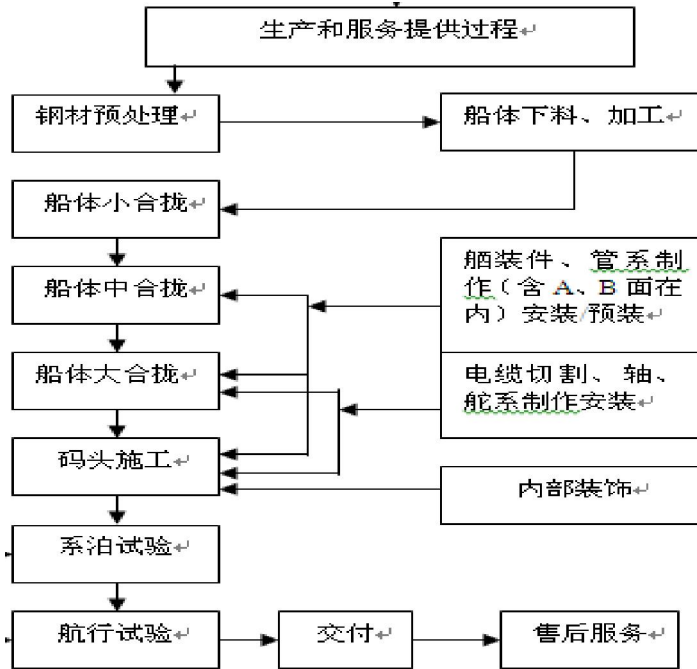 生产和服务提供过程
钢材预处理
船体下料、加工
船体小合拢
舾装件、管系制
作（含 A、B 面在
内）安装/预装
船体中合拢
船体大合拢
电缆切割、轴、
舵系制作安装
码头施工
内部装饰
系泊试验
航行试验
交付
售后服务